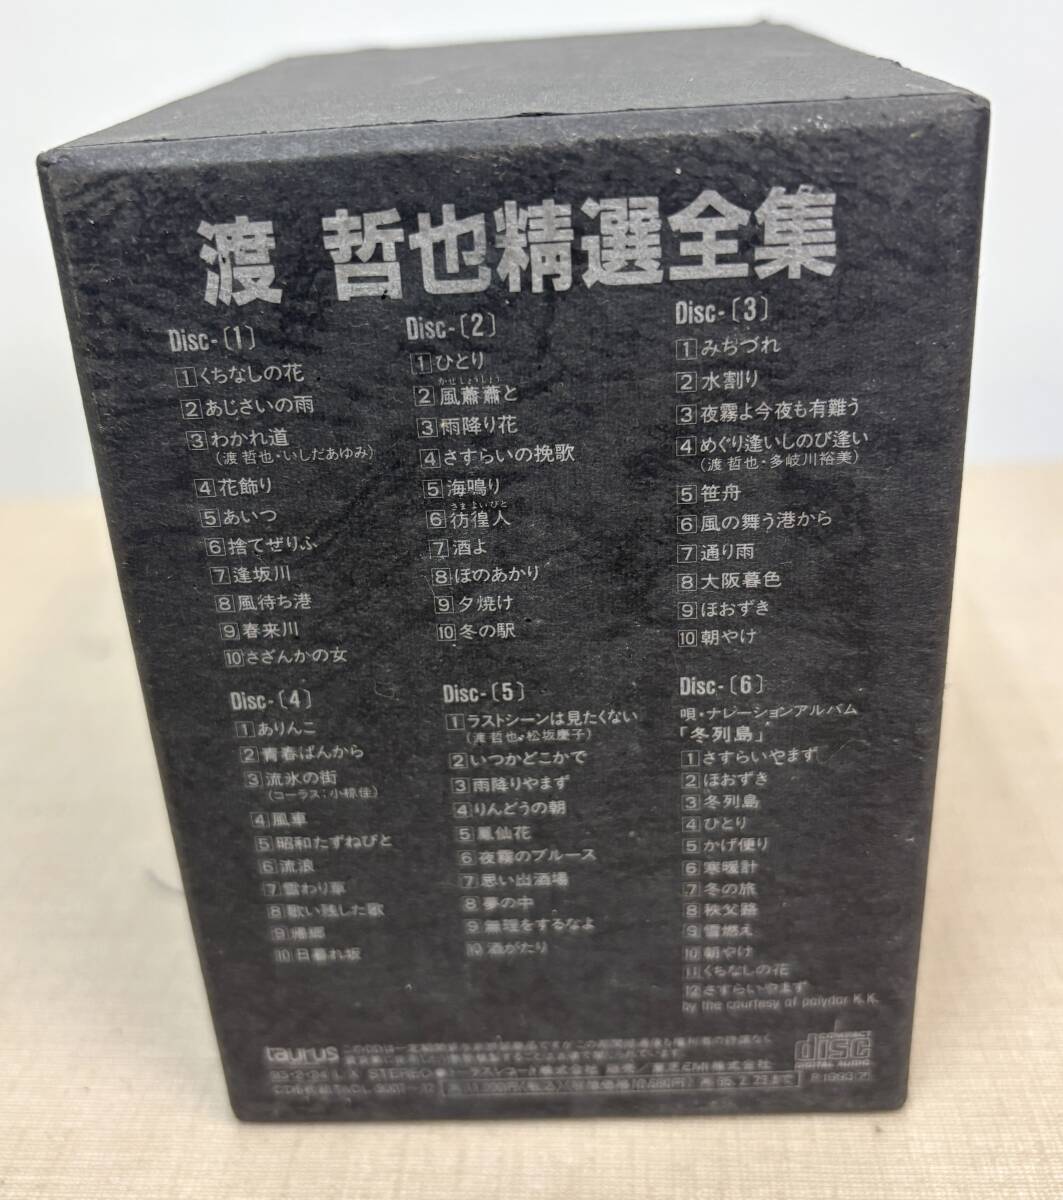 渡 哲也精選全集
Disc-〔1〕
1 くちなしの花
2 あじさいの雨
3 わかれ道
(渡 哲也・いしだあゆみ)
4 花飾り
5 あいつ
6 捨てぜりふ
7 逢坂川
8 風待ち港
9 春来川
10 さざんかの女
Disc-〔2〕
1 ひとり
かぜしょうしょう
2 風蕭蕭と
3 雨降り花
4 さすらいの挽歌
5 海鳴り
さまよいびと
6 彷徨人
7 酒よ
8 ほのあかり
9 夕焼け
10 冬の駅
Disc-〔3〕
1 みちづれ
2 水割り
3 夜霧よ今夜も有難う
4 めぐり逢いしのび逢い
(渡 哲也・多岐川裕美)
5 笹舟
6 風の舞う港から
7 通り雨
8 大阪暮色
9 ほおずき
10 朝やけ
Disc-〔4〕
1 ありんこ
2 青春ばんから
3 流氷の街
(コーラス:小椋佳)
4 風車
5 昭和たずねびと
6 流浪
7 雪わり草
8 歌い残した歌
9 帰郷
10 日暮れ坂
Disc-〔5〕
1 ラストシーンは見たくない
(渡 哲也・松坂慶子)
2 いつかどこかで
3 雨降りやまず
4 りんどうの朝
5 鳳仙花
6 夜霧のブルース
7 思い出酒場
8 夢の中
9 無理をするなよ
10 酒がたり
Disc-〔6〕
唄・ナレーションアルバム
「冬列島」
1 さすらいやまず
2 ほおずき
3 冬列島
4 ひとり
5 かげ便り
6 寒暖計
7 冬の旅
8 秩父路
9 雪燃え
10 朝やけ
11 くちなしの花
12 さすらいやまず
by the courtesy of polydor K.K.
taurus
COMPACT
disc
DIGITAL AUDIO
STEREO